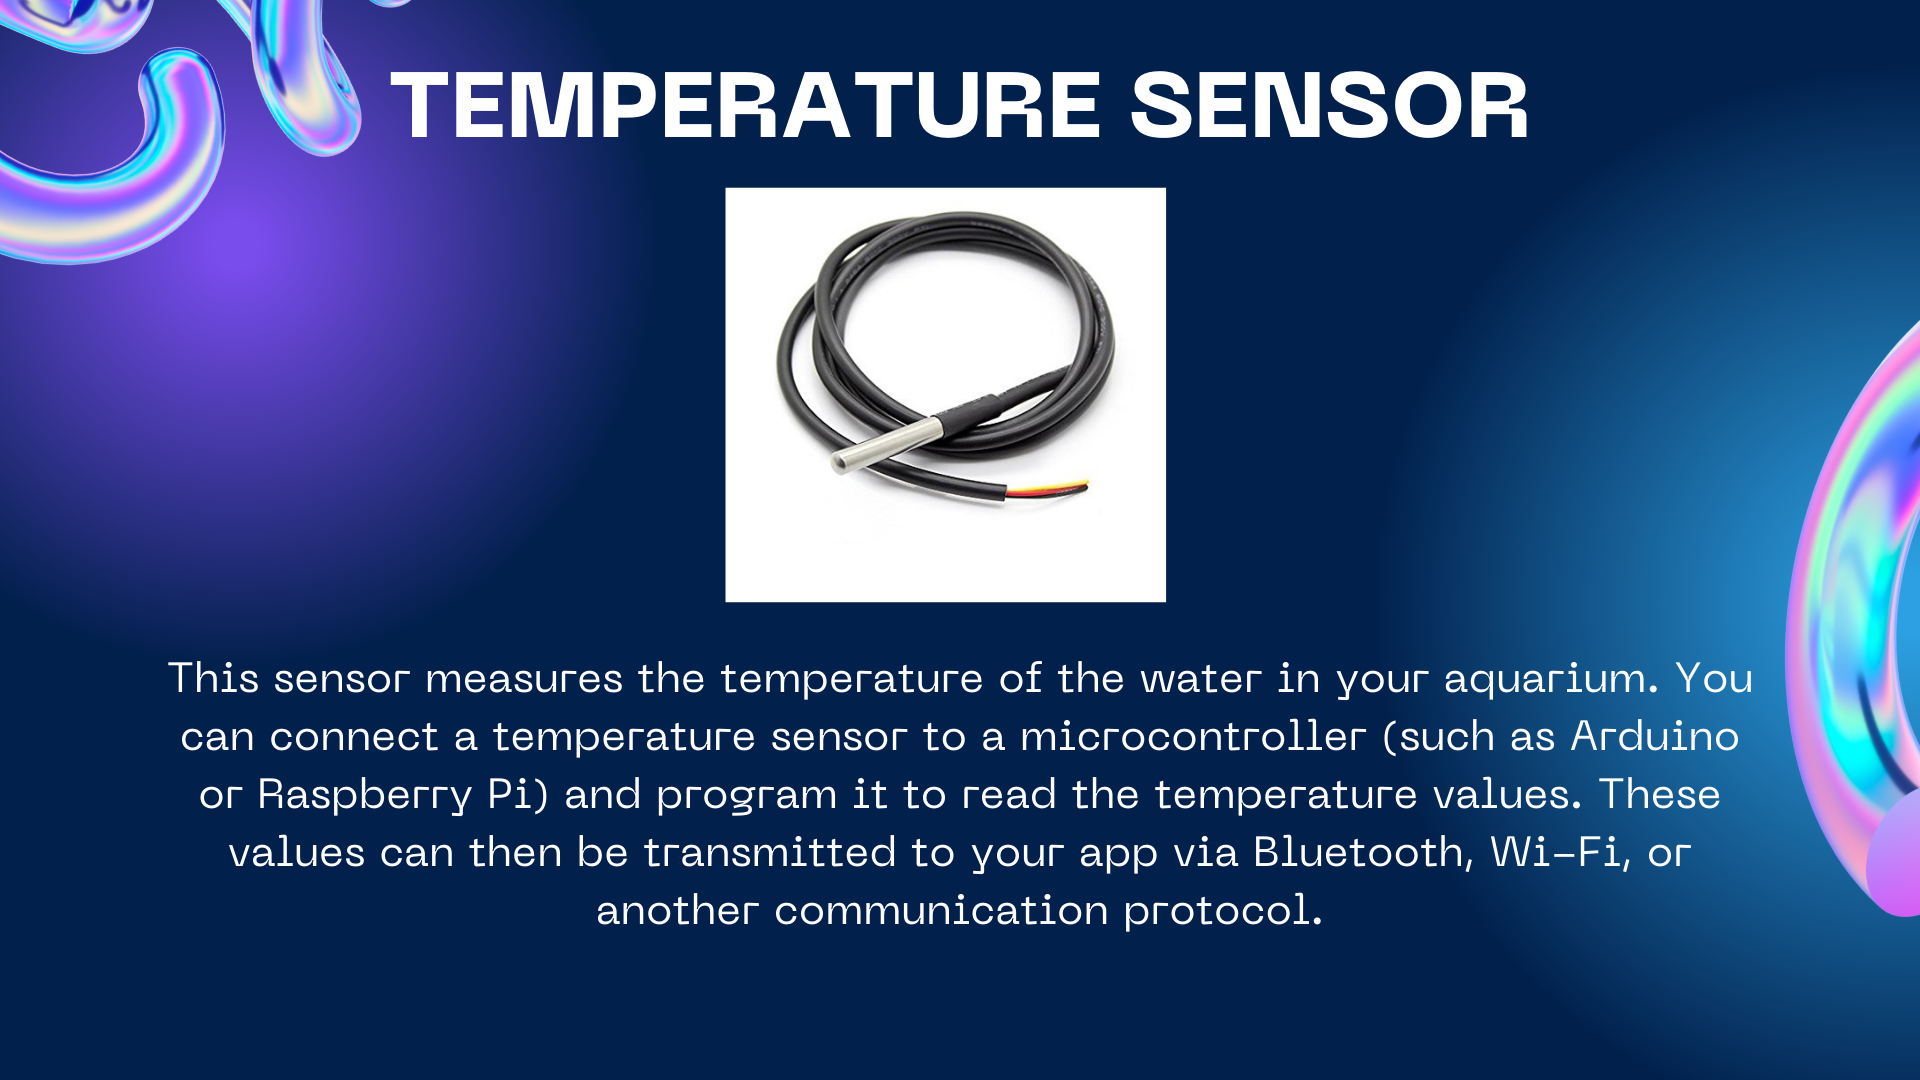 TEMPERATURE SENSOR
This sensor measures the temperature of the water in your aquarium. You
can connect a temperature sensor to a microcontroller (such as Arduino
or Raspberry Pi) and program it to read the temperature values. These
values can then be transmitted to your app via Bluetooth, Wi-Fi, or
another communication protocol.